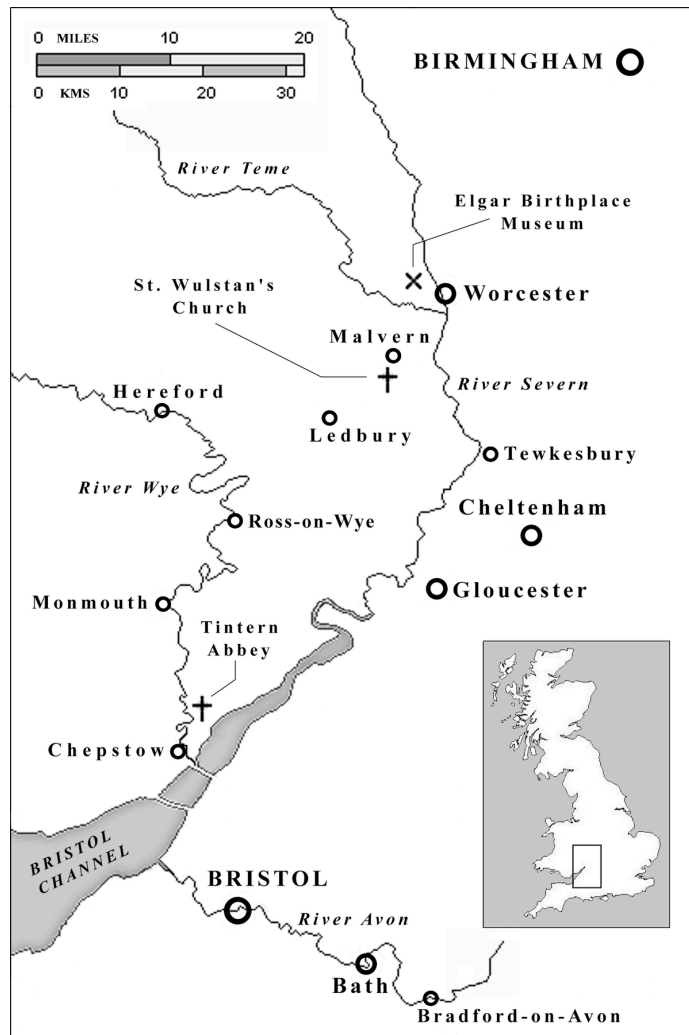 0 MILES 10 20
0 KMS 10 20 30
BIRMINGHAM
River Teme
Elgar Birthplace
Museum
St. Wulstan's
Church
Worcester
Malvern
River Severn
Hereford
Ledbury
Tewkesbury
River Wye
Cheltenham
Ross-on-Wye
Gloucester
Monmouth
Tintern
Abbey
Chepstow
BRISTOL
CHANNEL
BRISTOL
River Avon
Bath
Bradford-on-Avon